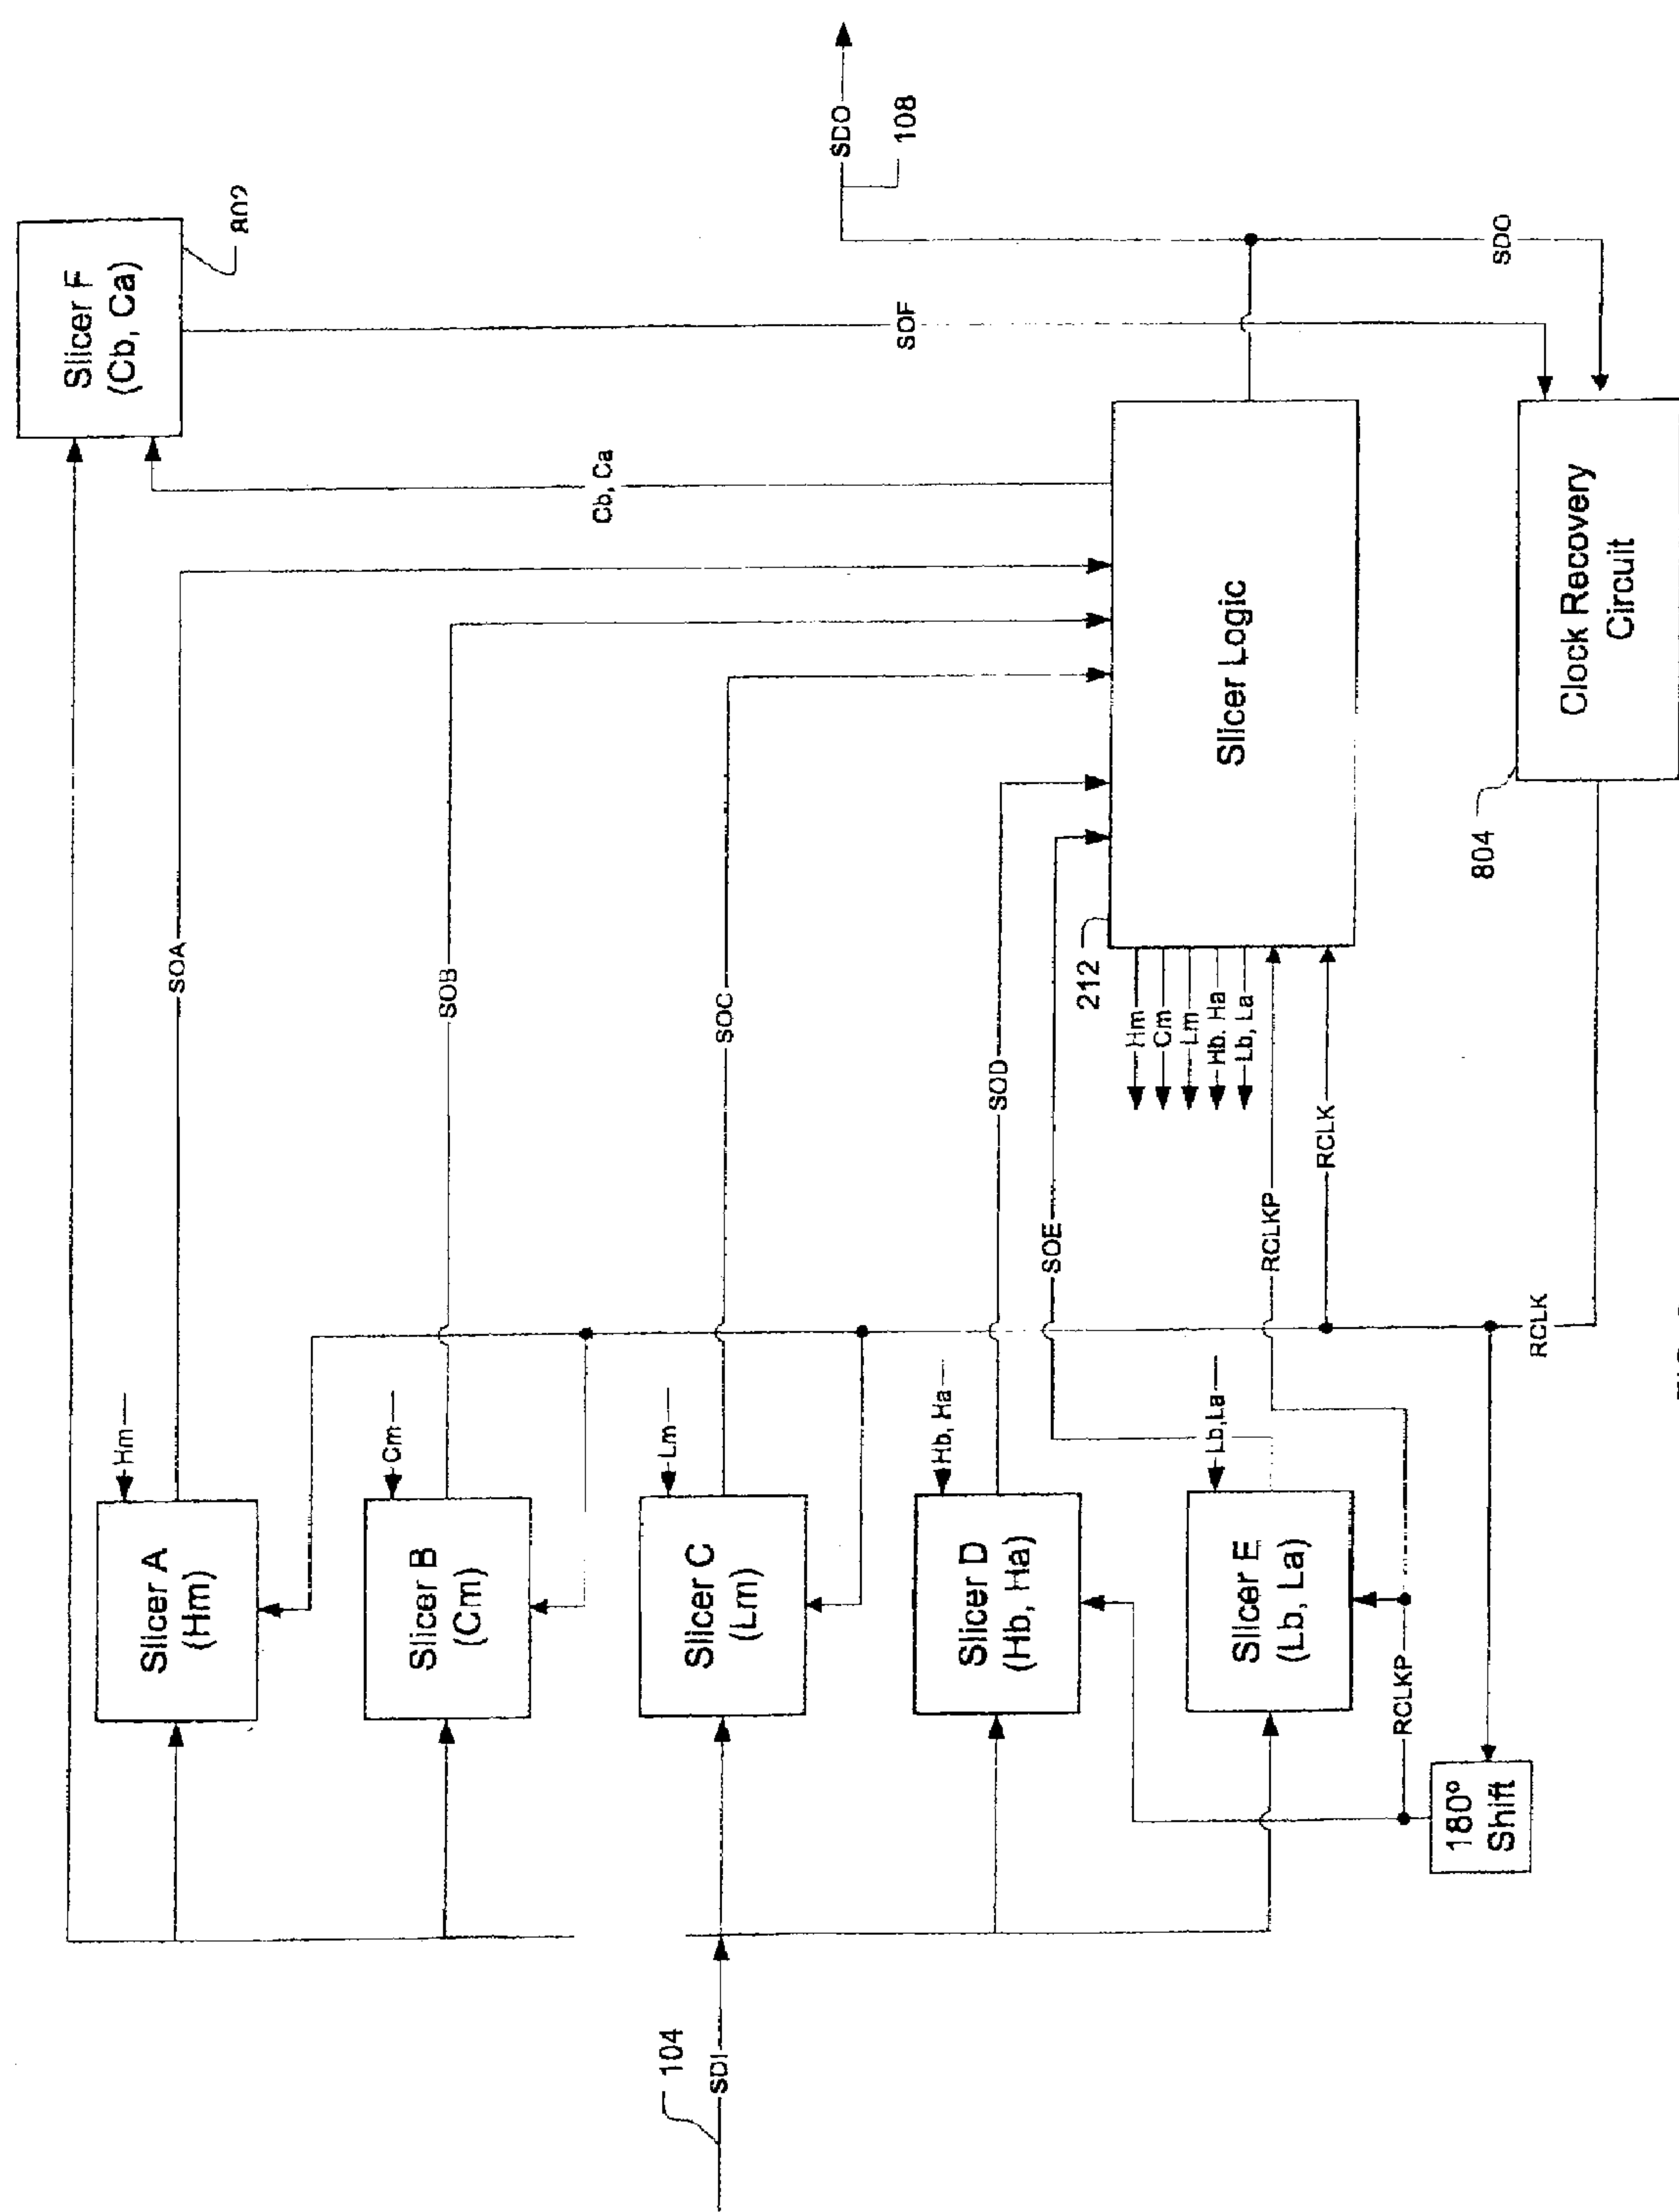 104
SDI
Slicer A
(Hm)
Hm
SOA
Slicer B
(Cm)
Cm
SOB
Slicer C
(Lm)
Lm
SOC
Slicer D
(Hb, Ha)
Hb, Ha
SOD
Slicer E
(Lb, La)
Lb, La
SOE
180°
Shift
RCLKP
RCLKP
RCLK
RCLK
212
Hm
Cm
Lm
Hb, Ha
Lb, La
Slicer Logic
Cb, Ca
Slicer F
(Cb, Ca)
802
SOF
SDO
108
SDO
804
Clock Recovery
Circuit